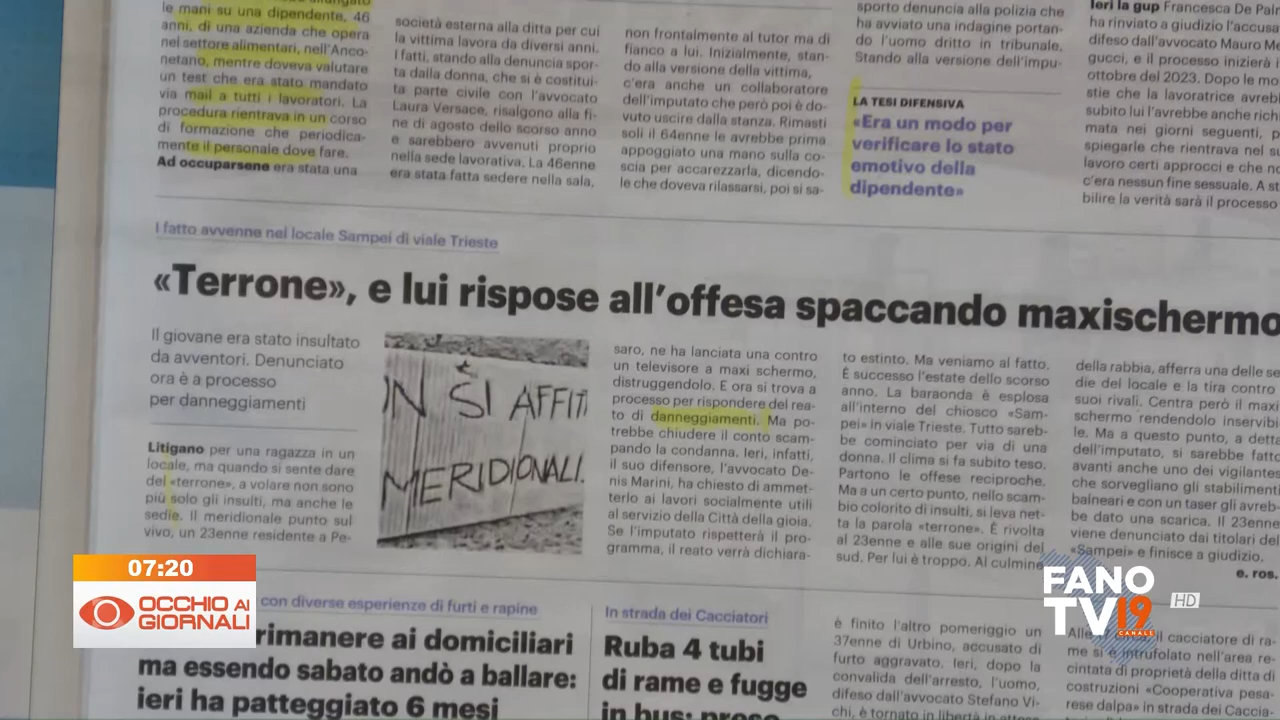 le mani su una dipendente, 46
anni, di una azienda che opera
nel settore alimentari, nell'Anco-
netano, mentre doveva valutare
un test che era stato mandato
via mail a tutti i lavoratori. La
procedura rientrava in un corso
di formazione che periodica-
mente il personale dove fare.
Ad occuparsene era stata una
società esterna alla ditta per cui
la vittima lavora da diversi anni.
I fatti, stando alla denuncia spor-
ta dalla donna, che si è costitui-
ta parte civile con l'avvocato
Laura Versace, risalgono alla fi-
ne di agosto dello scorso anno
e sarebbero avvenuti proprio
nella sede lavorativa. La 46enne
era stata fatta sedere nella sala,
non frontalmente al tutor ma di
fianco a lui. Inizialmente, stan-
do alla versione della vittima,
c'era anche un collaboratore
dell'imputato che però poi è do-
vuto uscire dalla stanza. Rimasti
soli il 64enne le avrebbe prima
appoggiato una mano sulla co-
scia per accarezzarla, dicendo-
le che doveva rilassarsi, poi si sa-
sporto denuncia alla polizia che
ha avviato una indagine portan-
do l'uomo dritto in tribunale.
Stando alla versione dell'impu-
LA TESI DIFENSIVA
«Era un modo per
verificare lo stato
emotivo della
dipendente»
Ieri la gup Francesca De Pal
ha rinviato a giudizio l'accusa
difeso dall'avvocato Mauro Me
gucci, e il processo inizierà i
ottobre del 2023. Dopo le mo
stie che la lavoratrice avreb
subito lui l'avrebbe anche rich
mata nei giorni seguenti, p
spiegarle che rientrava nel su
lavoro certi approcci e che no
c'era nessun fine sessuale. A st
bilire la verità sarà il processo
I fatto avvenne nel locale Sampei di viale Trieste
«Terrone», e lui rispose all'offesa spaccando maxischermo
Il giovane era stato insultato
da avventori. Denunciato
ora è a processo
per danneggiamenti
Litigano per una ragazza in un
locale, ma quando si sente dare
del «terrone», a volare non sono
più solo gli insulti, ma anche le
sedie. Il meridionale punto sul
vivo, un 23enne residente a Pe-
ON SI AFFIT
MERIDIONALI.
saro, ne ha lanciata una contro
un televisore a maxi schermo,
distruggendolo. E ora si trova a
processo per rispondere del rea-
to di danneggiamenti. Ma po-
trebbe chiudere il conto scam-
pando la condanna. Ieri, infatti,
il suo difensore, l'avvocato De-
nis Marini, ha chiesto di ammet-
terlo ai lavori socialmente utili
al servizio della Città della gioia.
Se l'imputato rispetterà il pro-
gramma, il reato verrà dichiara-
to estinto. Ma veniamo al fatto.
È successo l'estate dello scorso
anno. La baraonda è esplosa
all'interno del chiosco «Sam-
pei» in viale Trieste. Tutto sareb-
be cominciato per via di una
donna. Il clima si fa subito teso.
Partono le offese reciproche.
Ma a un certo punto, nello scam-
bio colorito di insulti, si leva net-
ta la parola «terrone». È rivolta
al 23enne e alle sue origini del
sud. Per lui è troppo. Al culmine
della rabbia, afferra una delle se
die del locale e la tira contro
suoi rivali. Centra però il maxi
schermo rendendolo inservibi
le. Ma a questo punto, a detta
dell'imputato, si sarebbe fatto
avanti anche uno dei vigilantes
che sorvegliano gli stabilimenti
balneari e con un taser gli avreb-
be dato una scarica. Il 23enne
viene denunciato dai titolari del
«Sampei» e finisce a giudizio.
e. ros.
07:20
OCCHIO AI
GIORNALI
FANO
TV19
CANALE
HD
con diverse esperienze di furti e rapine
rimanere ai domiciliari
ma essendo sabato andò a ballare:
ieri ha patteggiato 6 mesi
In strada dei Cacciatori
Ruba 4 tubi
di rame e fugge
in bus: preso
è finito l'altro pomeriggio un
37enne di Urbino, accusato di
furto aggravato. Ieri, dopo la
convalida dell'arresto, l'uomo,
difeso dall'avvocato Stefano Vi-
chi, è tornato in libertà in attesa
Alle il cacciatore di ra-
me si è intrufolato nell'area re-
cintata di proprietà della ditta di
costruzioni «Cooperativa pesa-
rese dalpa» in strada dei Caccia-